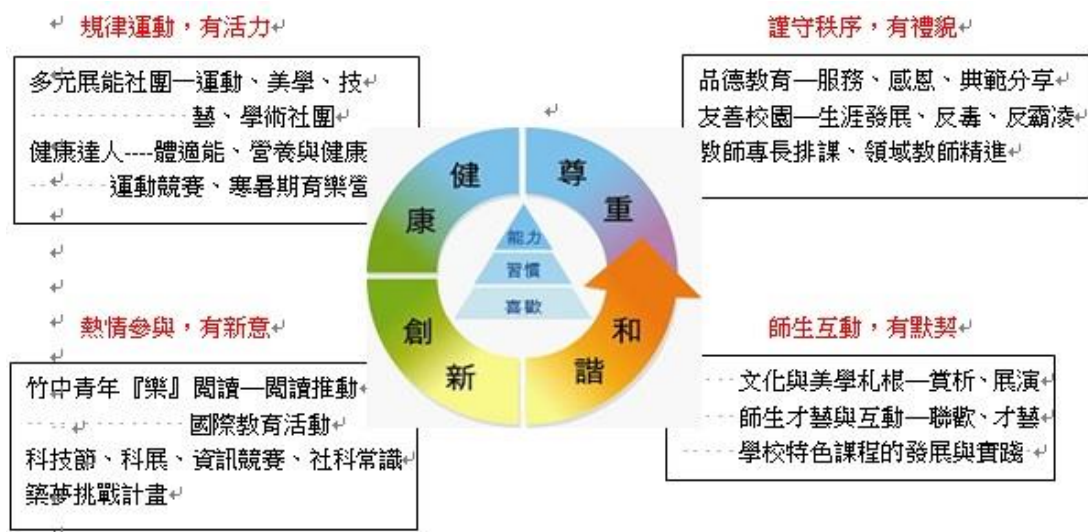 規律運動，有活力
多元展能社團—運動、美學、技
藝、學術社團
健康達人----體適能、營養與健康
運動競賽、寒暑期育樂營
謹守秩序，有禮貌
品德教育—服務、感恩、典範分享
友善校園—生涯發展、反毒、反霸凌
教師專長排課、領域教師精進
健康
尊重
能力
習慣
喜歡
創新
和諧
熱情參與，有新意
竹中青年『樂』閱讀—閱讀推動
國際教育活動
科技節、科展、資訊競賽、社科常識
築夢挑戰計畫
師生互動，有默契
文化與美學札根—賞析、展演
師生才藝與互動—聯歡、才藝
學校特色課程的發展與實踐